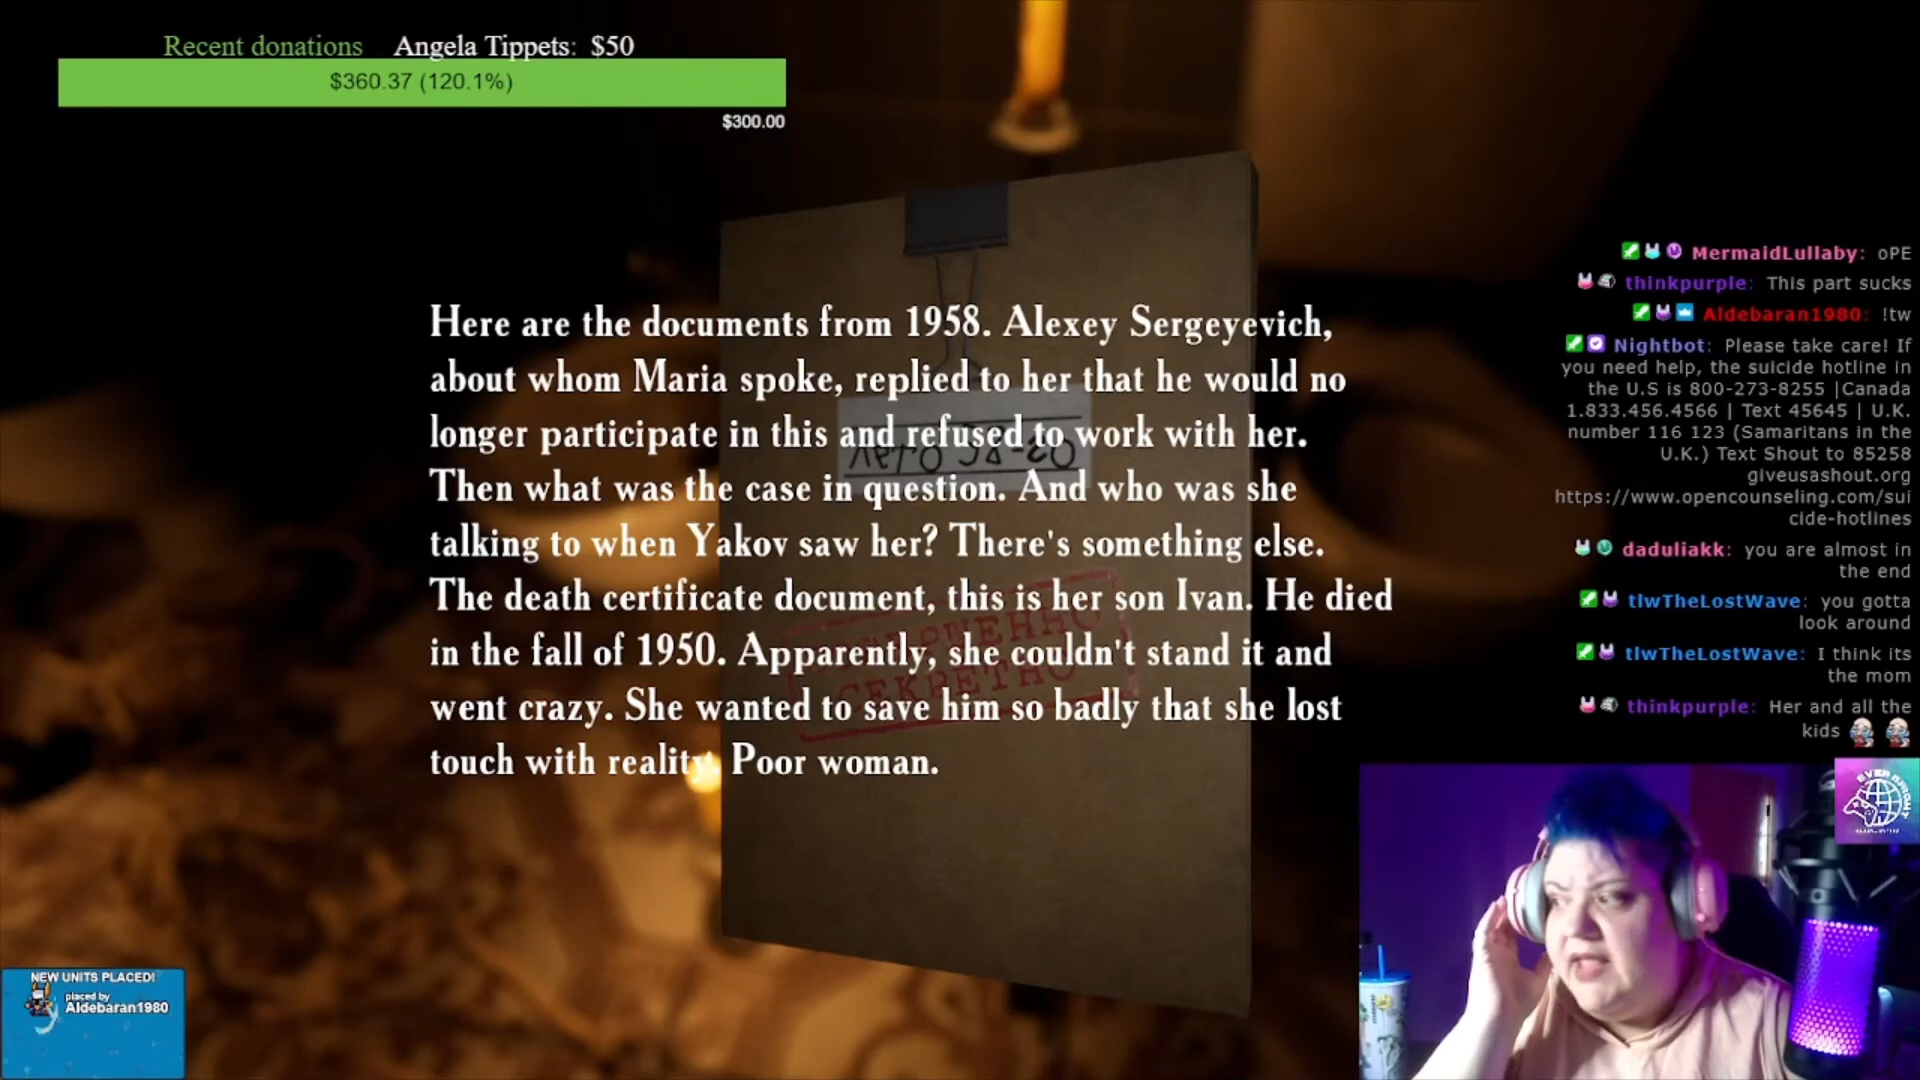 Recent donations Angela Tippets: $50
$360.37 (120.1%)
$300.00
Here are the documents from 1958. Alexey Sergeyevich,
about whom Maria spoke, replied to her that he would no
longer participate in this and refused to work with her.
Then what was the case in question. And who was she
talking to when Yakov saw her? There's something else.
The death certificate document, this is her son Ivan. He died
in the fall of 1950. Apparently, she couldn't stand it and
went crazy. She wanted to save him so badly that she lost
touch with reality. Poor woman.
СЕКРЕТНО
MermaidLullaby: oPE
thinkpurple: This part sucks
Aldebaran1980: !tw
Nightbot: Please take care! If
you need help, the suicide hotline in
the U.S is 800-273-8255 |Canada
1.833.456.4566 | Text 45645 | U.K.
number 116 123 (Samaritans in the
U.K.) Text Shout to 85258
giveusashout.org
https://www.opencounseling.com/sui
cide-hotlines
daduliakk: you are almost in
the end
tlwTheLostWave: you gotta
look around
tlwTheLostWave: I think its
the mom
thinkpurple: Her and all the
kids
NEW UNITS PLACED!
placed by
Aldebaran1980